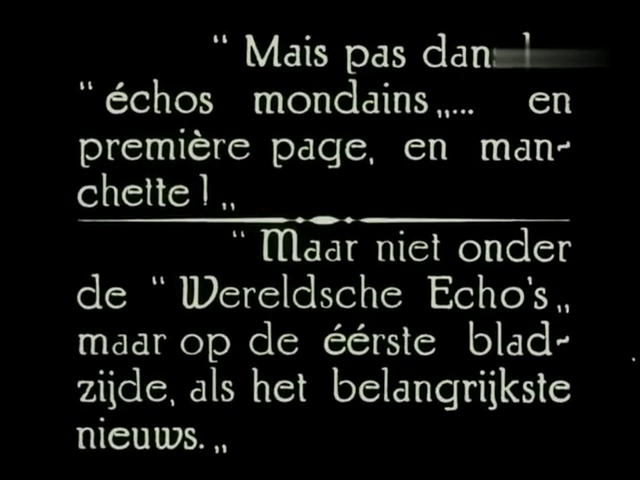 “ Mais pas dans
“ échos mondains „... en
première page, en man-
chette! „
“ Maar niet onder
de “ Wereldsche Echo's „
maar op de éérste blad-
zijde, als het belangrijkste
nieuws. „